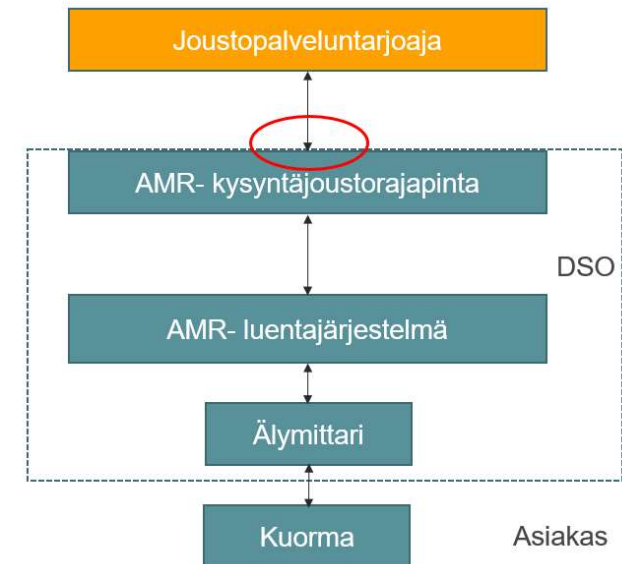 Joustopalveluntarjoaja
AMR- kysyntäjoustorajapinta
DSO
AMR- luentajärjestelmä
Älymittari
Kuorma
Asiakas